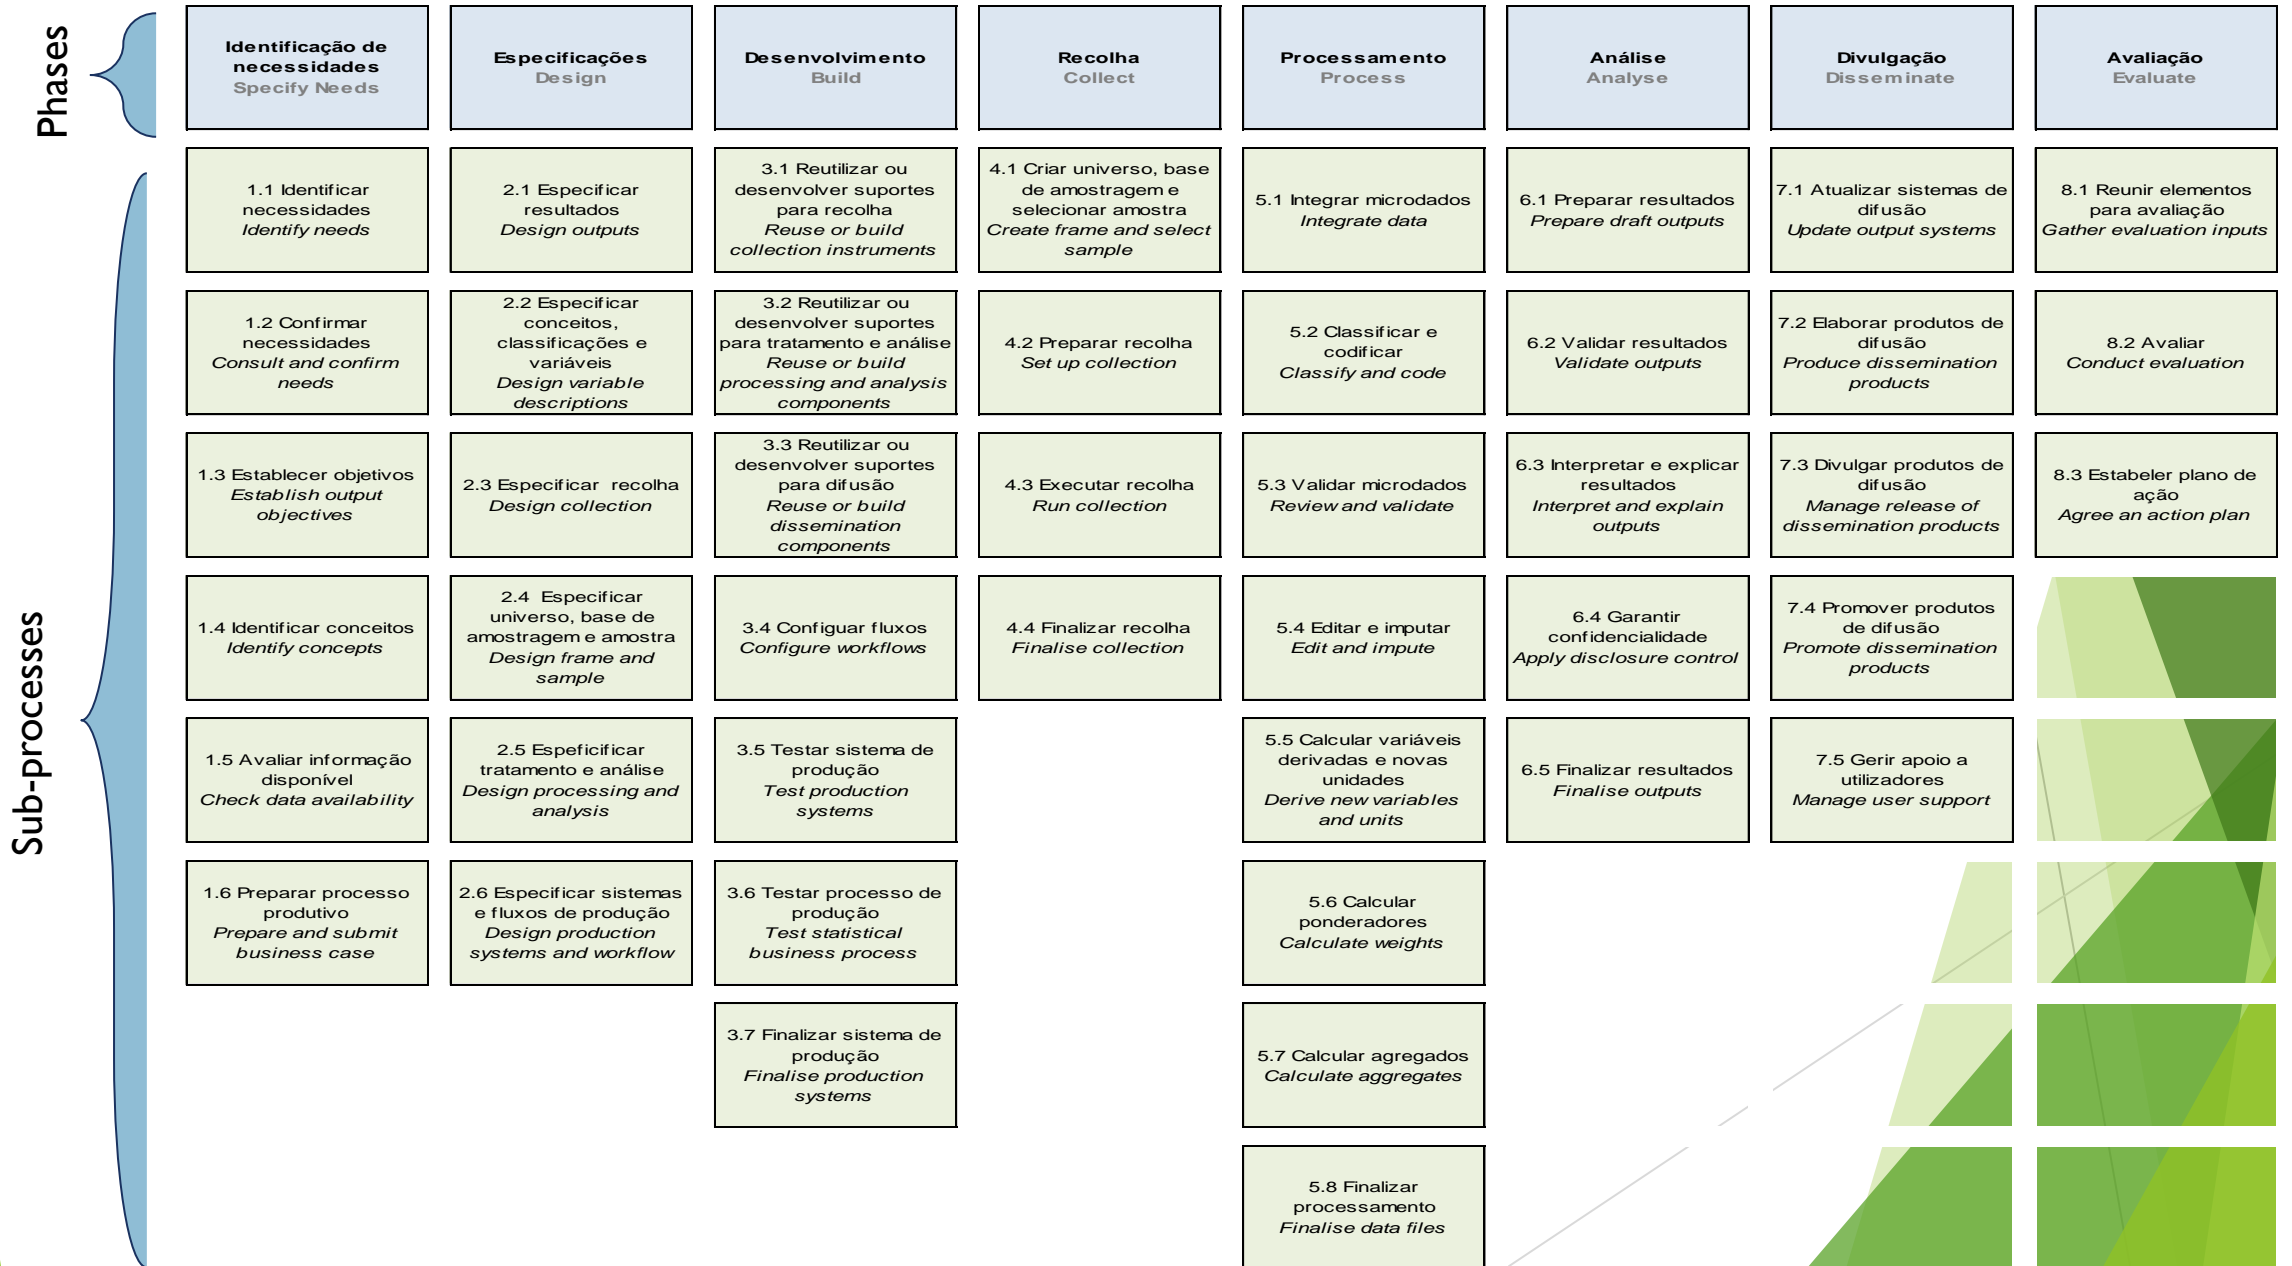 Phases
Identificação de
necessidades
Specify Needs
Especificações
Design
Desenvolvimento
Build
Recolha
Collect
Processamento
Process
Análise
Analyse
Divulgação
Disseminate
Avaliação
Evaluate
Sub-processes
1.1 Identificar
necessidades
Identify needs
2.1 Especificar
resultados
Design outputs
3.1 Reutilizar ou
desenvolver suportes
para recolha
Reuse or build
collection instruments
4.1 Criar universo, base
de amostragem e
selecionar amostra
Create frame and select
sample
5.1 Integrar microdados
Integrate data
6.1 Preparar resultados
Prepare draft outputs
7.1 Atualizar sistemas de
difusão
Update output systems
8.1 Reunir elementos
para avaliação
Gather evaluation inputs
1.2 Confirmar
necessidades
Consult and confirm
needs
2.2 Especificar
conceitos,
classificações e
variáveis
Design variable
descriptions
3.2 Reutilizar ou
desenvolver suportes
para tratamento e análise
Reuse or build
processing and analysis
components
4.2 Preparar recolha
Set up collection
5.2 Classificar e
codificar
Classify and code
6.2 Validar resultados
Validate outputs
7.2 Elaborar produtos de
difusão
Produce dissemination
products
8.2 Avaliar
Conduct evaluation
1.3 Establecer objetivos
Establish output
objectives
2.3 Especificar recolha
Design collection
3.3 Reutilizar ou
desenvolver suportes
para difusão
Reuse or build
dissemination
components
4.3 Executar recolha
Run collection
5.3 Validar microdados
Review and validate
6.3 Interpretar e explicar
resultados
Interpret and explain
outputs
7.3 Divulgar produtos de
difusão
Manage release of
dissemination products
8.3 Estabeler plano de
ação
Agree an action plan
1.4 Identificar conceitos
Identify concepts
2.4 Especificar
universo, base de
amostragem e amostra
Design frame and
sample
3.4 Configuar fluxos
Configure workflows
4.4 Finalizar recolha
Finalise collection
5.4 Editar e imputar
Edit and impute
6.4 Garantir
confidencialidade
Apply disclosure control
7.4 Promover produtos
de difusão
Promote dissemination
products
1.5 Avaliar informação
disponível
Check data availability
2.5 Espeficificar
tratamento e análise
Design processing and
analysis
3.5 Testar sistema de
produção
Test production
systems
5.5 Calcular variáveis
derivadas e novas
unidades
Derive new variables
and units
6.5 Finalizar resultados
Finalise outputs
7.5 Gerir apoio a
utilizadores
Manage user support
1.6 Preparar processo
produtivo
Prepare and submit
business case
2.6 Especificar sistemas
e fluxos de produção
Design production
systems and workflow
3.6 Testar processo de
produção
Test statistical
business process
5.6 Calcular
ponderadores
Calculate weights
3.7 Finalizar sistema de
produção
Finalise production
systems
5.7 Calcular agregados
Calculate aggregates
5.8 Finalizar
processamento
Finalise data files